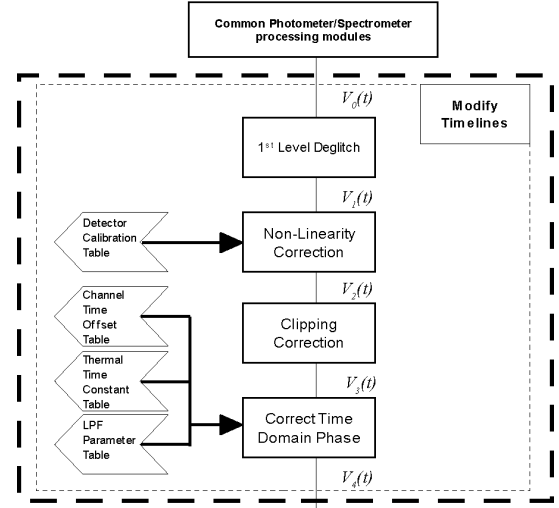 Common Photometer/Spectrometer
processing modules
V0(t)
Modify
Timelines
1st Level Deglitch
V1(t)
Detector
Calibration
Table
Non-Linearity
Correction
V2(t)
Channel
Time
Offset
Table
Clipping
Correction
Thermal
Time
Constant
Table
V3(t)
LPF
Parameter
Table
Correct Time
Domain Phase
V4(t)